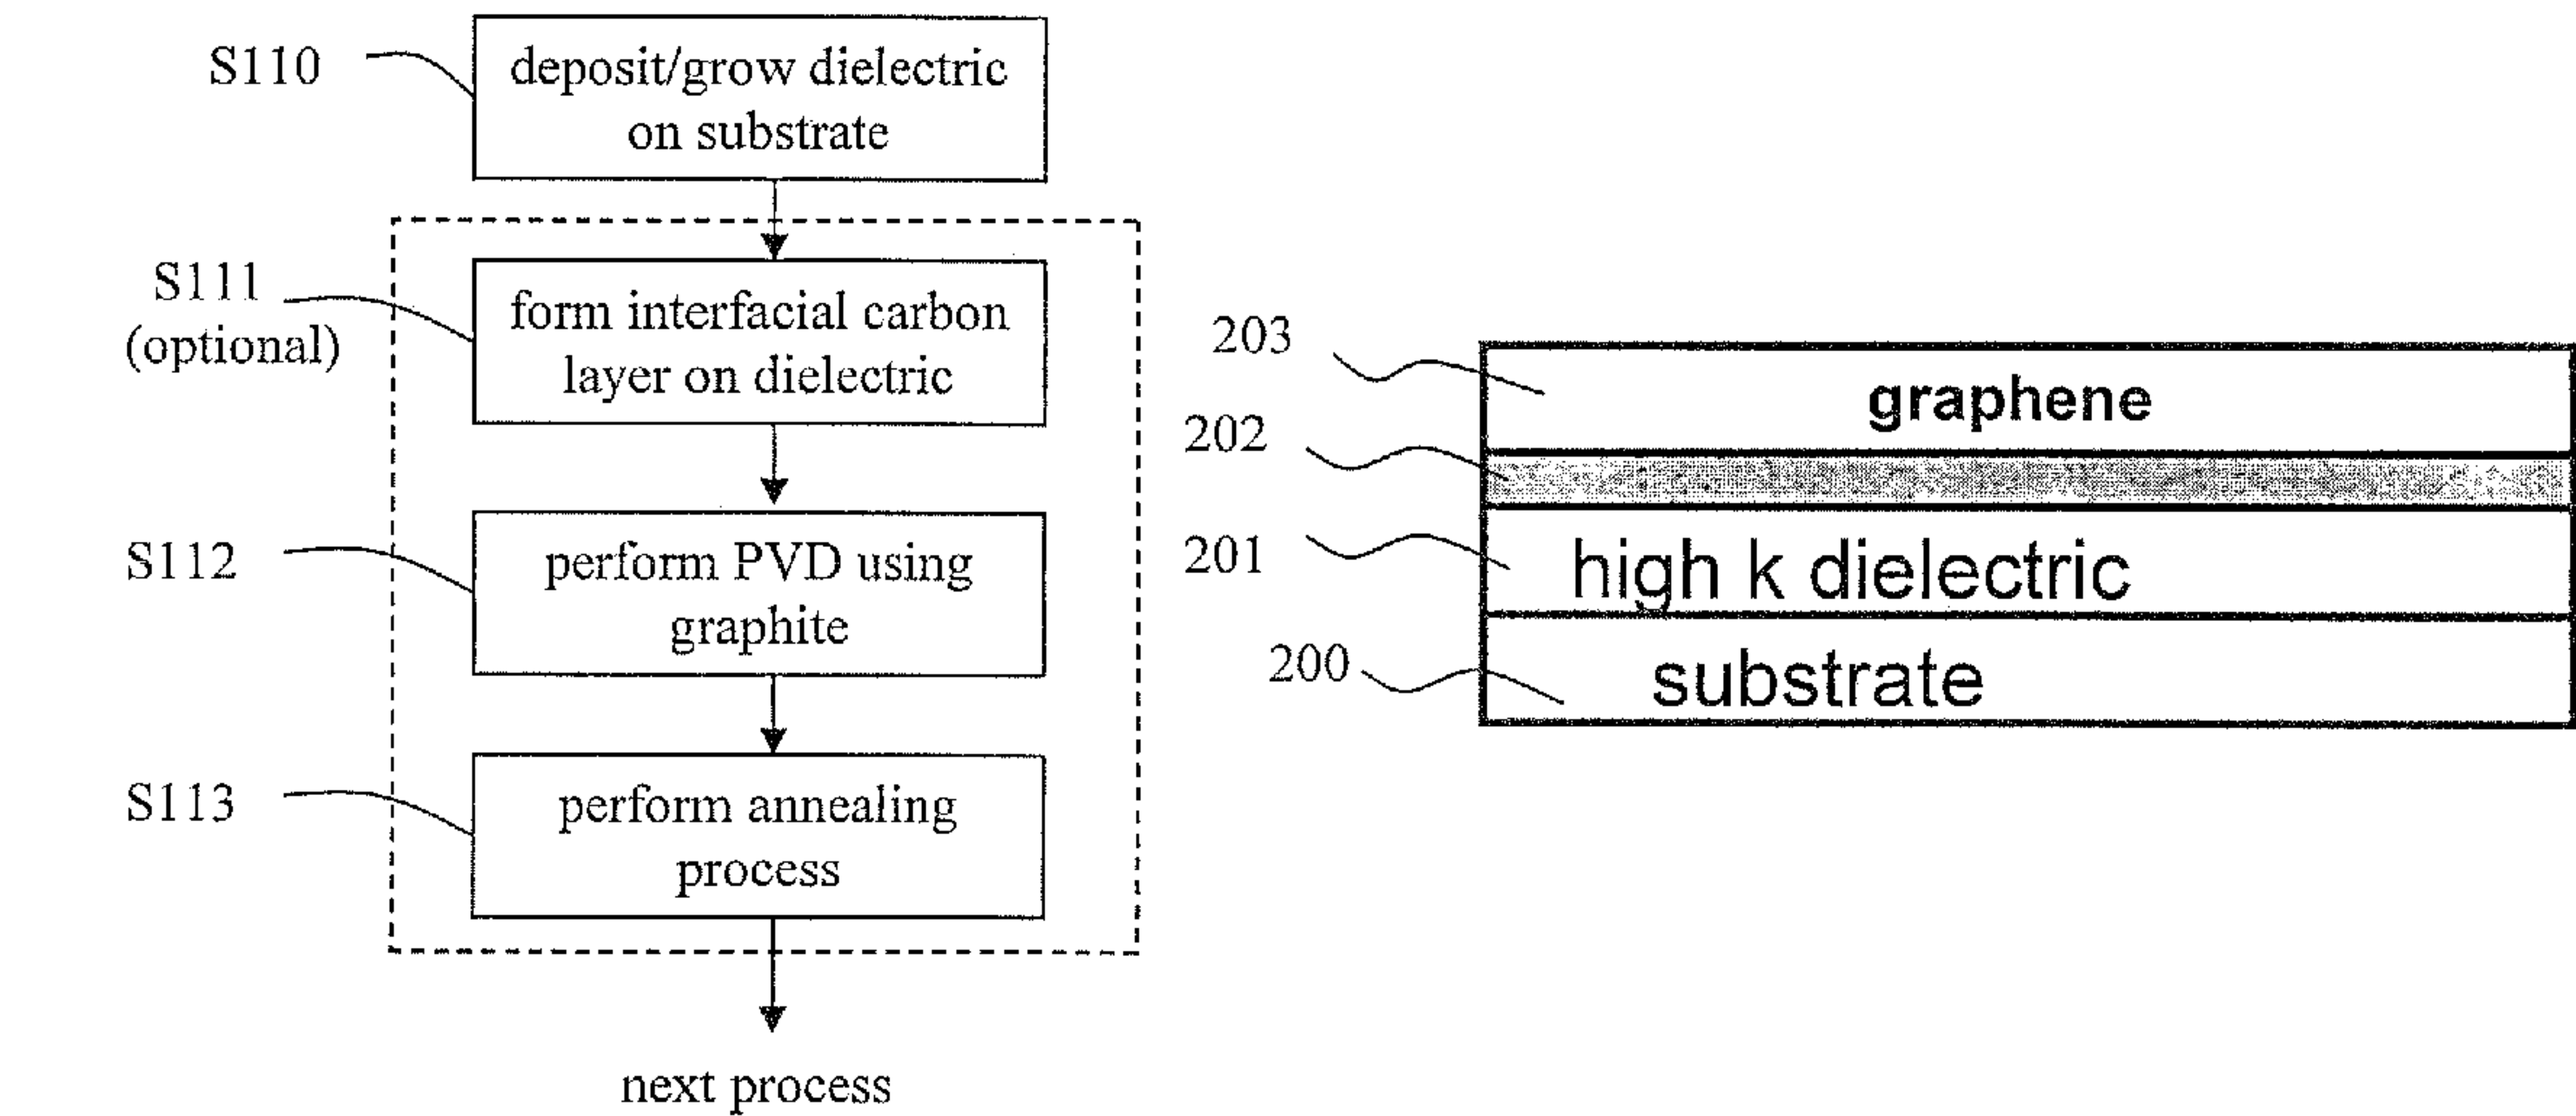 S110
deposit/grow dielectric
on substrate
S111
(optional)
form interfacial carbon
layer on dielectric
S112
perform PVD using
graphite
S113
perform annealing
process
next process
203
graphene
202
201
high k dielectric
200
substrate